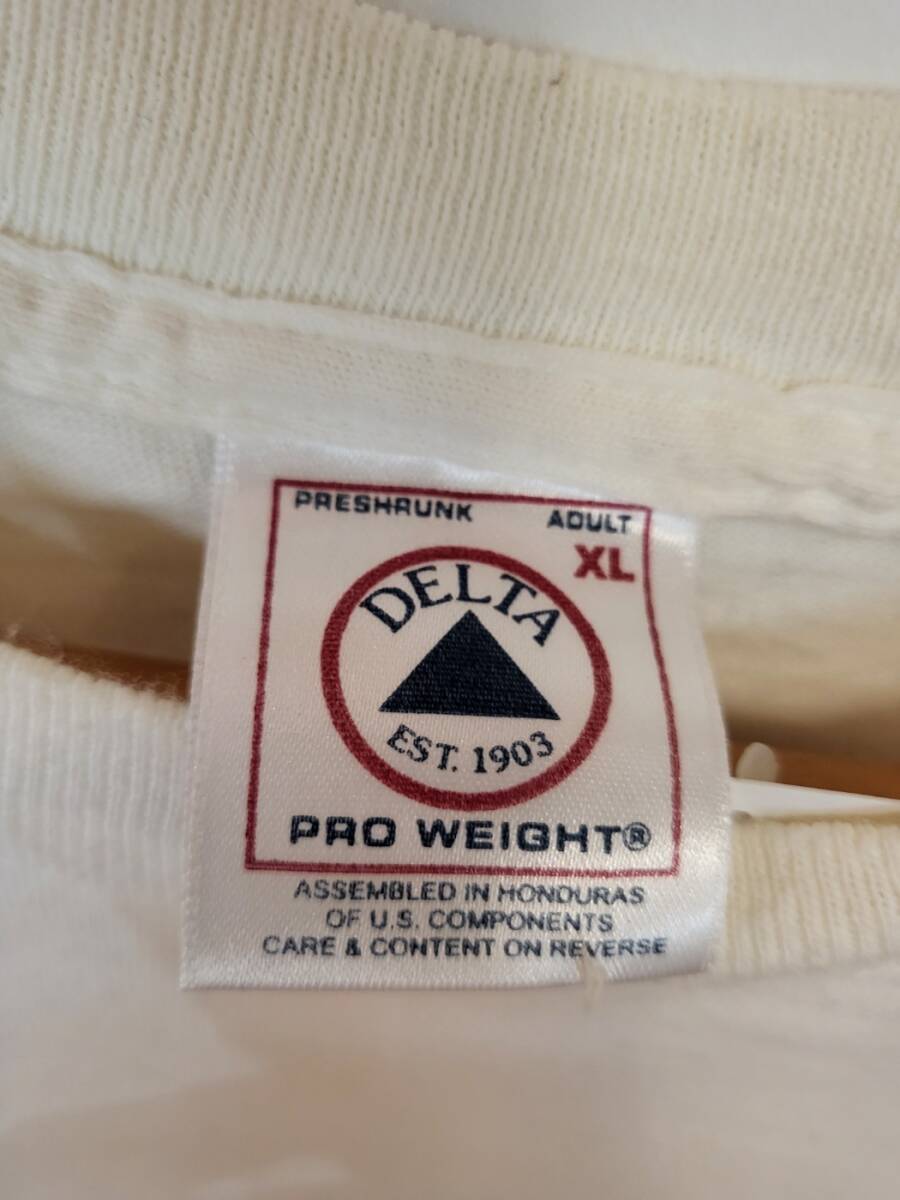 PRESHRUNK
ADULT
XL
DELTA
EST. 1903
PRO WEIGHT®
ASSEMBLED IN HONDURAS
OF U.S. COMPONENTS
CARE & CONTENT ON REVERSE